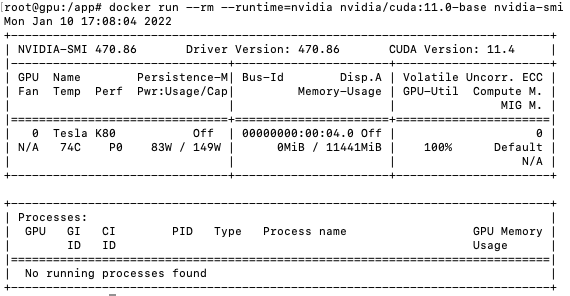 [root@gpu:/app# docker run --rm --runtime=nvidia nvidia/cuda:11.0-base nvidia-smi
Mon Jan 10 17:08:04 2022
+-----------------------------------------------------------------------------+
| NVIDIA-SMI 470.86       Driver Version: 470.86       CUDA Version: 11.4     |
|-------------------------------+----------------------+----------------------+
| GPU  Name        Persistence-M| Bus-Id        Disp.A | Volatile Uncorr. ECC |
| Fan  Temp  Perf  Pwr:Usage/Cap|         Memory-Usage | GPU-Util  Compute M. |
|                               |                      |               MIG M. |
|===============================+======================+======================|
|   0  Tesla K80           Off  | 00000000:00:04.0 Off |                    0 |
| N/A   74C    P0    83W / 149W |      0MiB / 11441MiB |    100%      Default |
|                               |                      |                  N/A |
+-------------------------------+----------------------+----------------------+
+-----------------------------------------------------------------------------+
| Processes:                                                                  |
|  GPU   GI   CI        PID   Type   Process name                  GPU Memory |
|        ID   ID                                                   Usage      |
|=============================================================================|
|  No running processes found                                                 |
+-----------------------------------------------------------------------------+